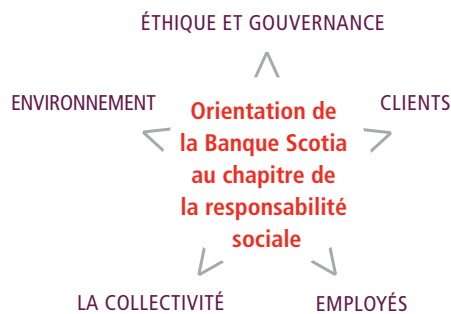 ÉTHIQUE ET GOUVERNANCE
ENVIRONNEMENT
CLIENTS
Orientation de
la Banque Scotia
au chapitre de
la responsabilité
sociale
LA COLLECTIVITÉ
EMPLOYÉS